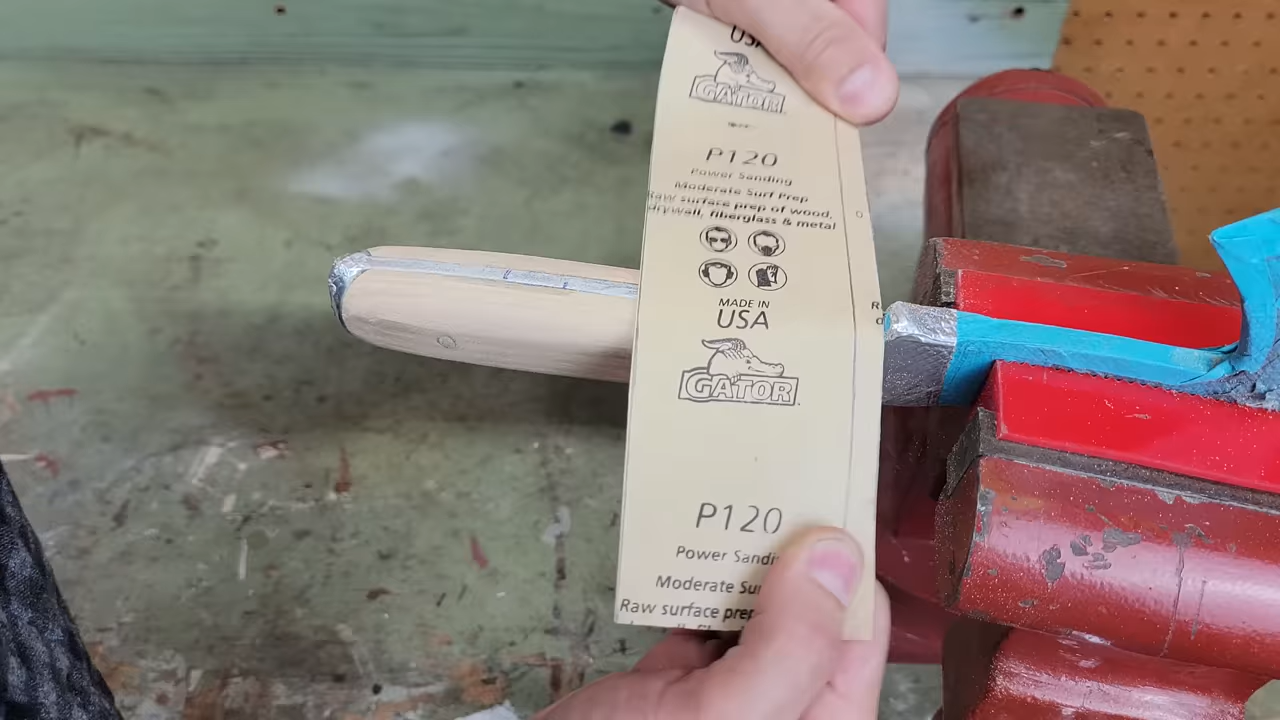 USA
GATOR
P120
Power Sanding
Moderate Surf Prep
Raw surface prep of wood,
drywall, fiberglass & metal
MADE IN
USA
GATOR
P120
Power Sandi
Moderate Su
Raw surface prep